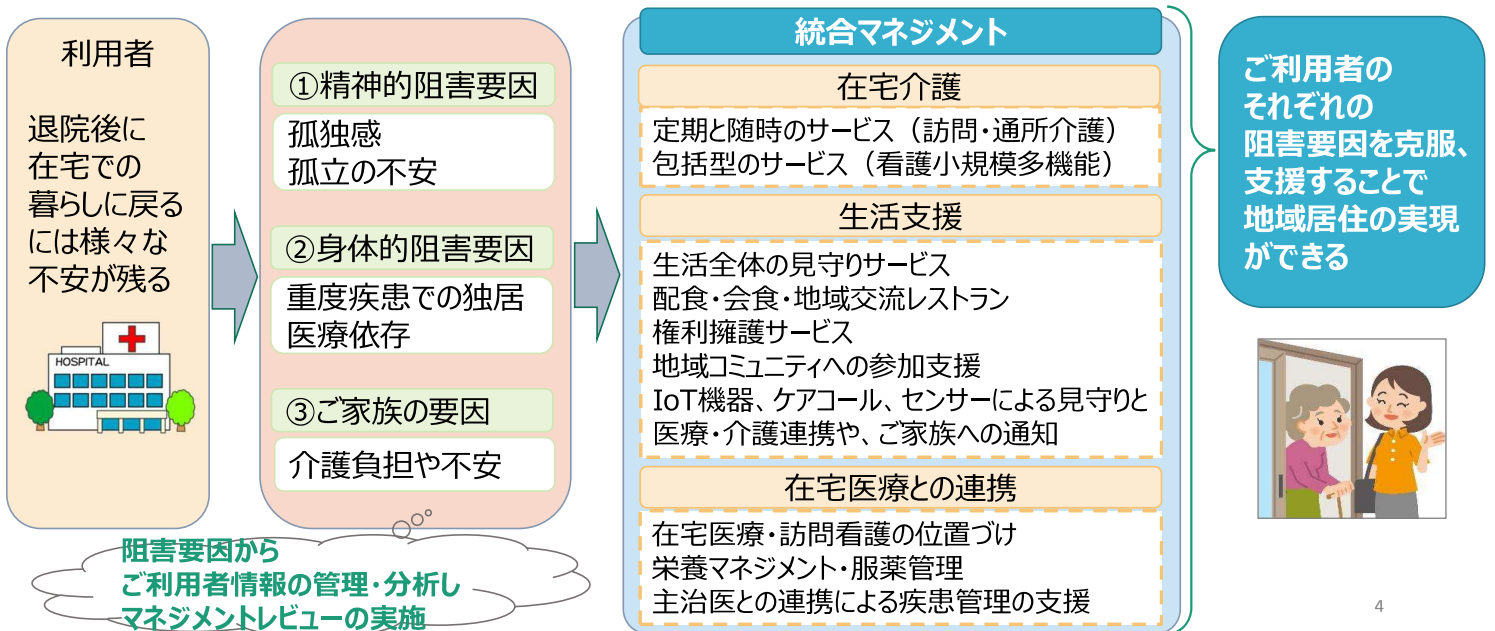 利用者
退院後に
在宅での
暮らしに戻る
には様々な
不安が残る
HOSPITAL
①精神的阻害要因
孤独感
孤立の不安
②身体的阻害要因
重度疾患での独居
医療依存
③ご家族の要因
介護負担や不安
阻害要因から
ご利用者情報の管理・分析し
マネジメントレビューの実施
統合マネジメント
在宅介護
定期と随時のサービス（訪問・通所介護）
包括型のサービス（看護小規模多機能）
生活支援
生活全体の見守りサービス
配食・会食・地域交流レストラン
権利擁護サービス
地域コミュニティへの参加支援
IoT機器、ケアコール、センサーによる見守りと
医療・介護連携や、ご家族への通知
在宅医療との連携
在宅医療・訪問看護の位置づけ
栄養マネジメント・服薬管理
主治医との連携による疾患管理の支援
ご利用者の
それぞれの
阻害要因を克服、
支援することで
地域居住の実現
ができる
4